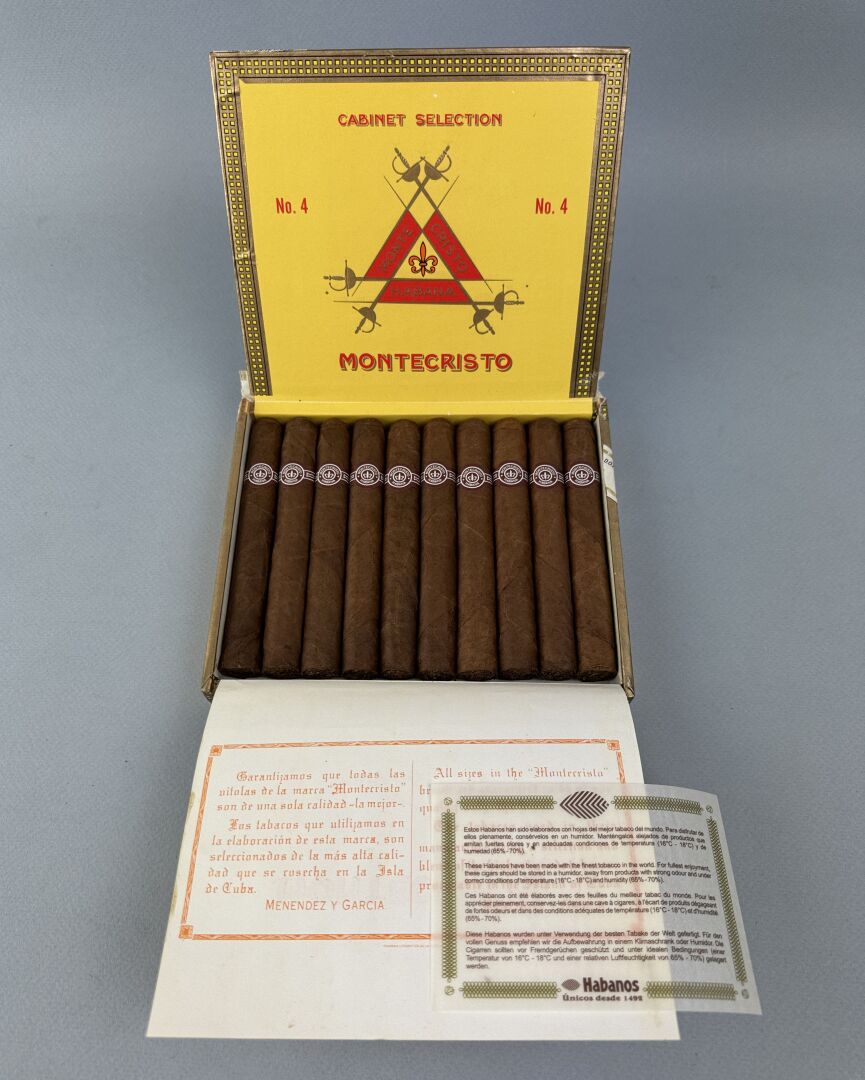 CABINET SELECTION
No. 4
No. 4
MONTE
CRISTO
HABANA
MONTECRISTO
Garantizamos que todas las
vitolas de la marca "Montecristo"
son de una sola calidad -la mejor-.
Los tabacos que utilizamos en
la elaboración de esta marca, son
seleccionados de la más alta cali-
dad que se cosecha en la Isla
de Cuba.
MENENDEZ Y GARCIA
All sizes in the "Montecristo"
Estos Habanos han sido elaborados con hojas del mejor tabaco del mundo. Para disfrutar de
ellos plenamente, consérvelos en un humidor. Manténgalos alejados de productos que
emitan fuertes olores y en adecuadas condiciones de temperatura (16°C - 18°C) y de
humedad (65% - 70%).
These Habanos have been made with the finest tobacco in the world. For fullest enjoyment,
these cigars should be stored in a humidor, away from products with strong odour and under
correct conditions of temperature (16°C - 18°C) and humidity (65% - 70%).
Ces Habanos ont été élaborés avec des feuilles du meilleur tabac du monde. Pour les
apprécier pleinement, conservez-les dans une cave à cigares, à l'écart de produits dégageant
de fortes odeurs et dans des conditions adéquates de température (16°C - 18°C) et d'humidité
(65% - 70%).
Diese Habanos wurden unter Verwendung der besten Tabake der Welt gefertigt. Für den
vollen Genuss empfehlen wir die Aufbewahrung in einem Klimaschrank oder Humidor. Die
Cigarren sollten vor Fremdgerüchen geschützt und unter idealen Bedingungen (einer
Temperatur von 16°C - 18°C und einer relativen Luftfeuchtigkeit von 65% - 70%) gelagert
werden.
Habanos
Únicos desde 1492